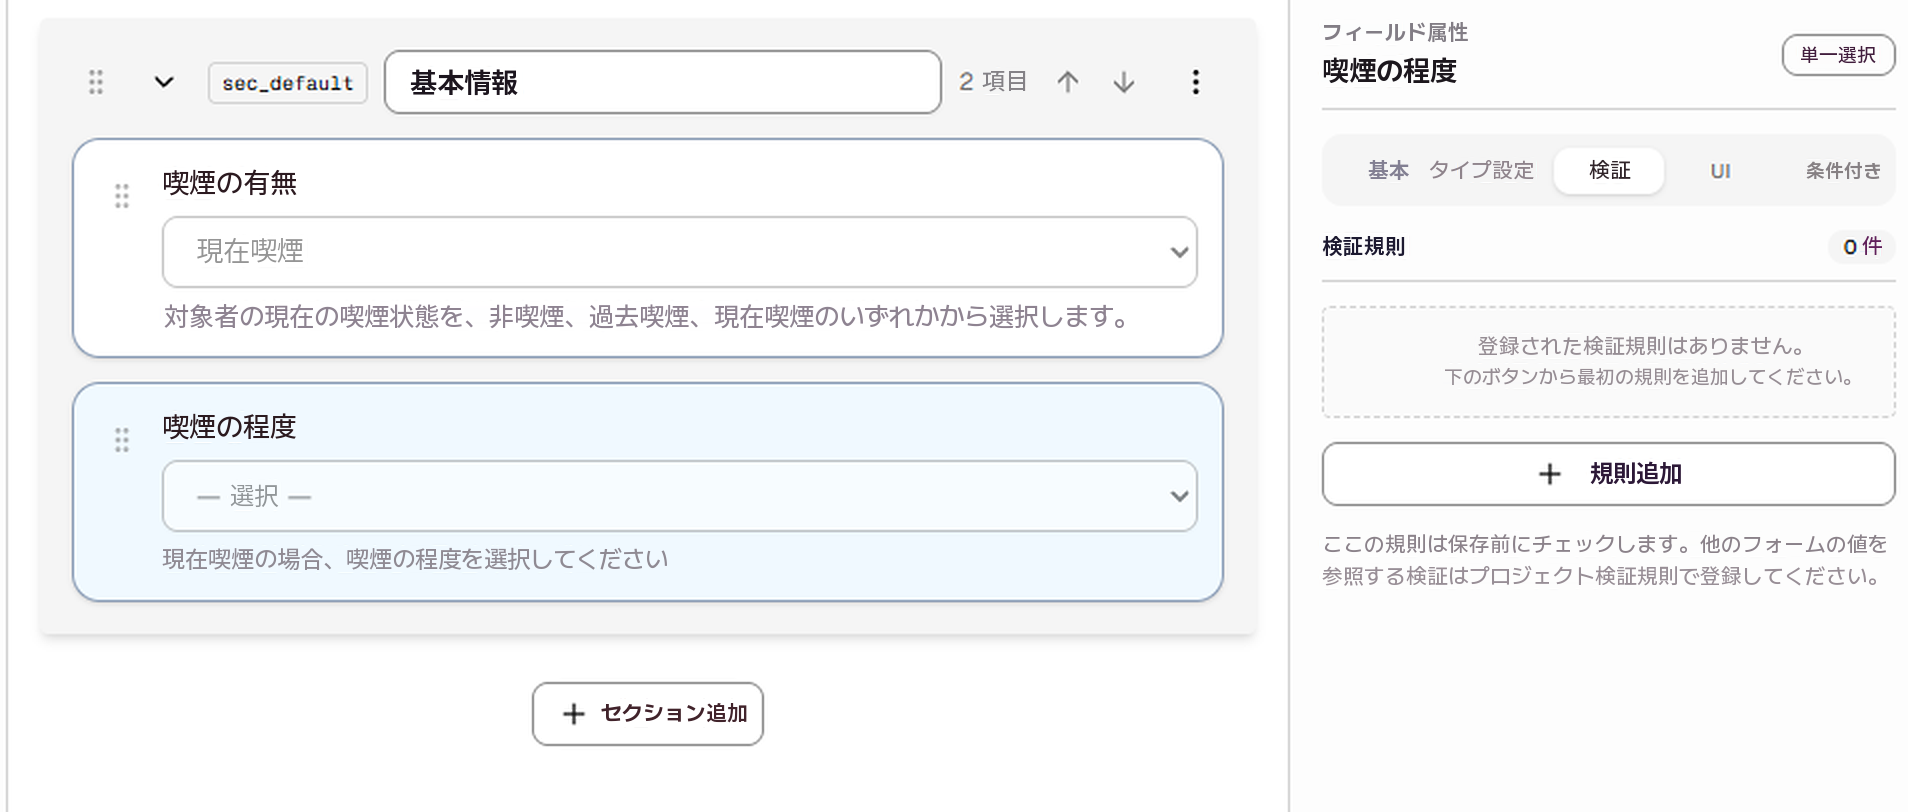 sec_default
基本情報
2 項目
喫煙の有無
現在喫煙
対象者の現在の喫煙状態を、非喫煙、過去喫煙、現在喫煙のいずれかから選択します。
喫煙の程度
— 選択 —
現在喫煙の場合、喫煙の程度を選択してください
セクション追加
フィールド属性
喫煙の程度
単一選択
基本 タイプ設定 検証 UI 条件付き
検証規則
0 件
登録された検証規則はありません。
下のボタンから最初の規則を追加してください。
規則追加
ここの規則は保存前にチェックします。他のフォームの値を
参照する検証はプロジェクト検証規則で登録してください。